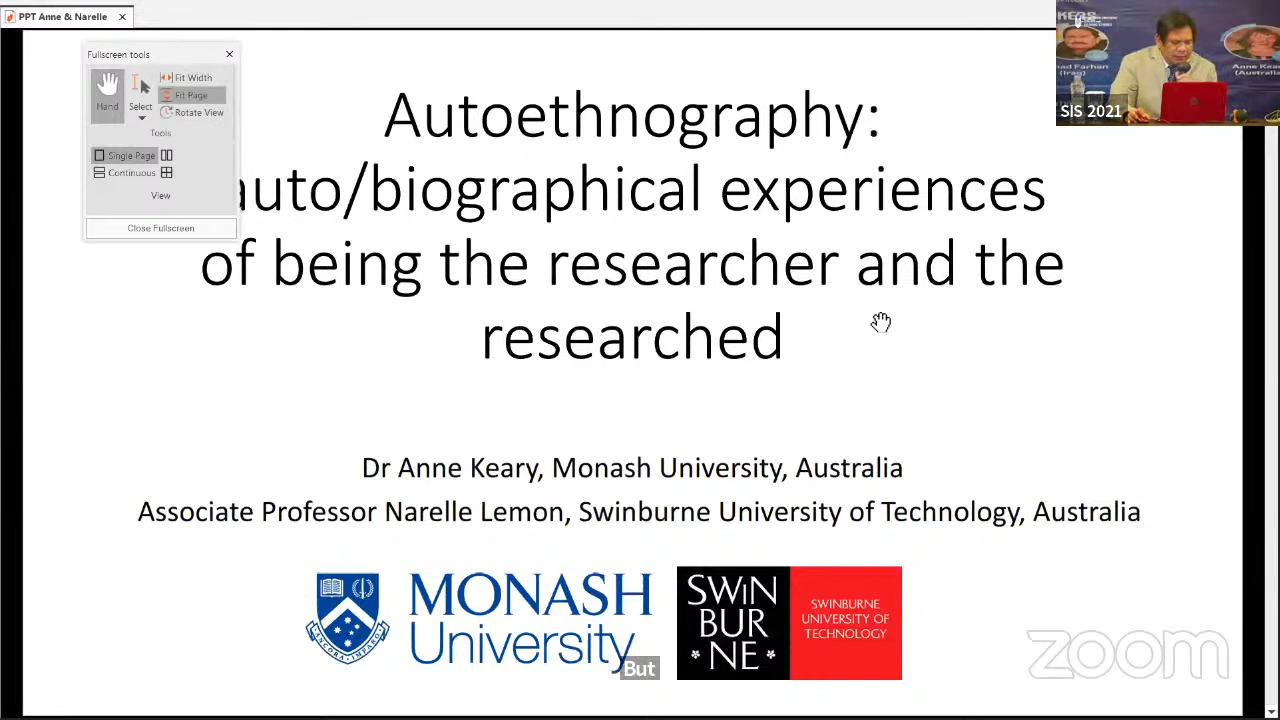 PPT Anne & Narelle
Fullscreen tools
Hand
Select
Fit Width
Fit Page
Rotate View
Tools
Single Page
Continuous
View
Close Fullscreen
SIS 2021
Autoethnography:
auto/biographical experiences
of being the researcher and the
researched
Dr Anne Keary, Monash University, Australia
Associate Professor Narelle Lemon, Swinburne University of Technology, Australia
MONASH
University
SWiN
BUR
NE
SWINBURNE
UNIVERSITY OF
TECHNOLOGY
But
zoom